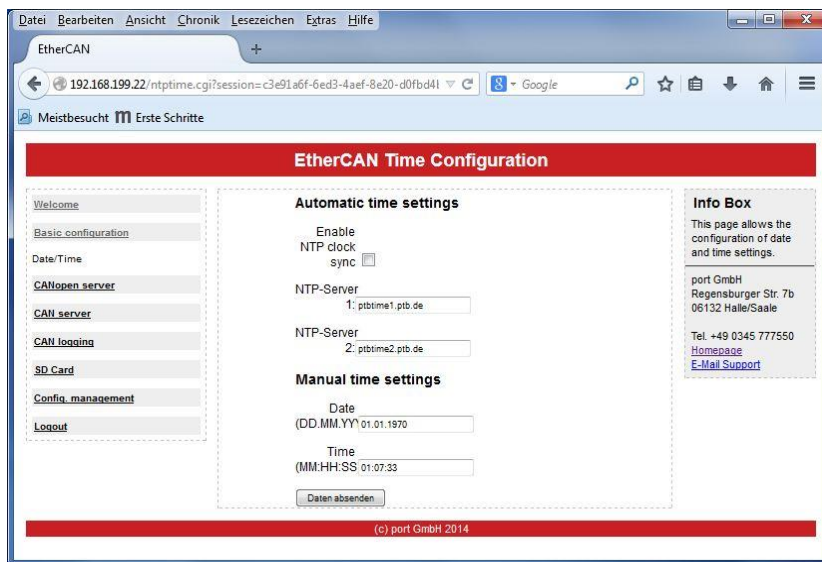 Datei Bearbeiten Ansicht Chronik Lesezeichen Extras Hilfe
EtherCAN
192.168.199.22/ntptime.cgi?session=c3e91a6f-6ed3-4aef-8e20-d0fbd4
Google
Meistbesucht Erste Schritte
EtherCAN Time Configuration
Welcome
Basic configuration
Date/Time
CANopen server
CAN server
CAN logging
SD Card
Config. management
Logout
Automatic time settings
Enable
NTP clock
sync
NTP-Server
1: ptbtime1.ptb.de
NTP-Server
2: ptbtime2.ptb.de
Manual time settings
Date
(DD.MM.YYY 01.01.1970
Time
(MM:HH:SS 01:07:33
Daten absenden
Info Box
This page allows the
configuration of date
and time settings.
port GmbH
Regensburger Str. 7b
06132 Halle/Saale
Tel. +49 0345 777550
Homepage
E-Mail Support
(c) port GmbH 2014